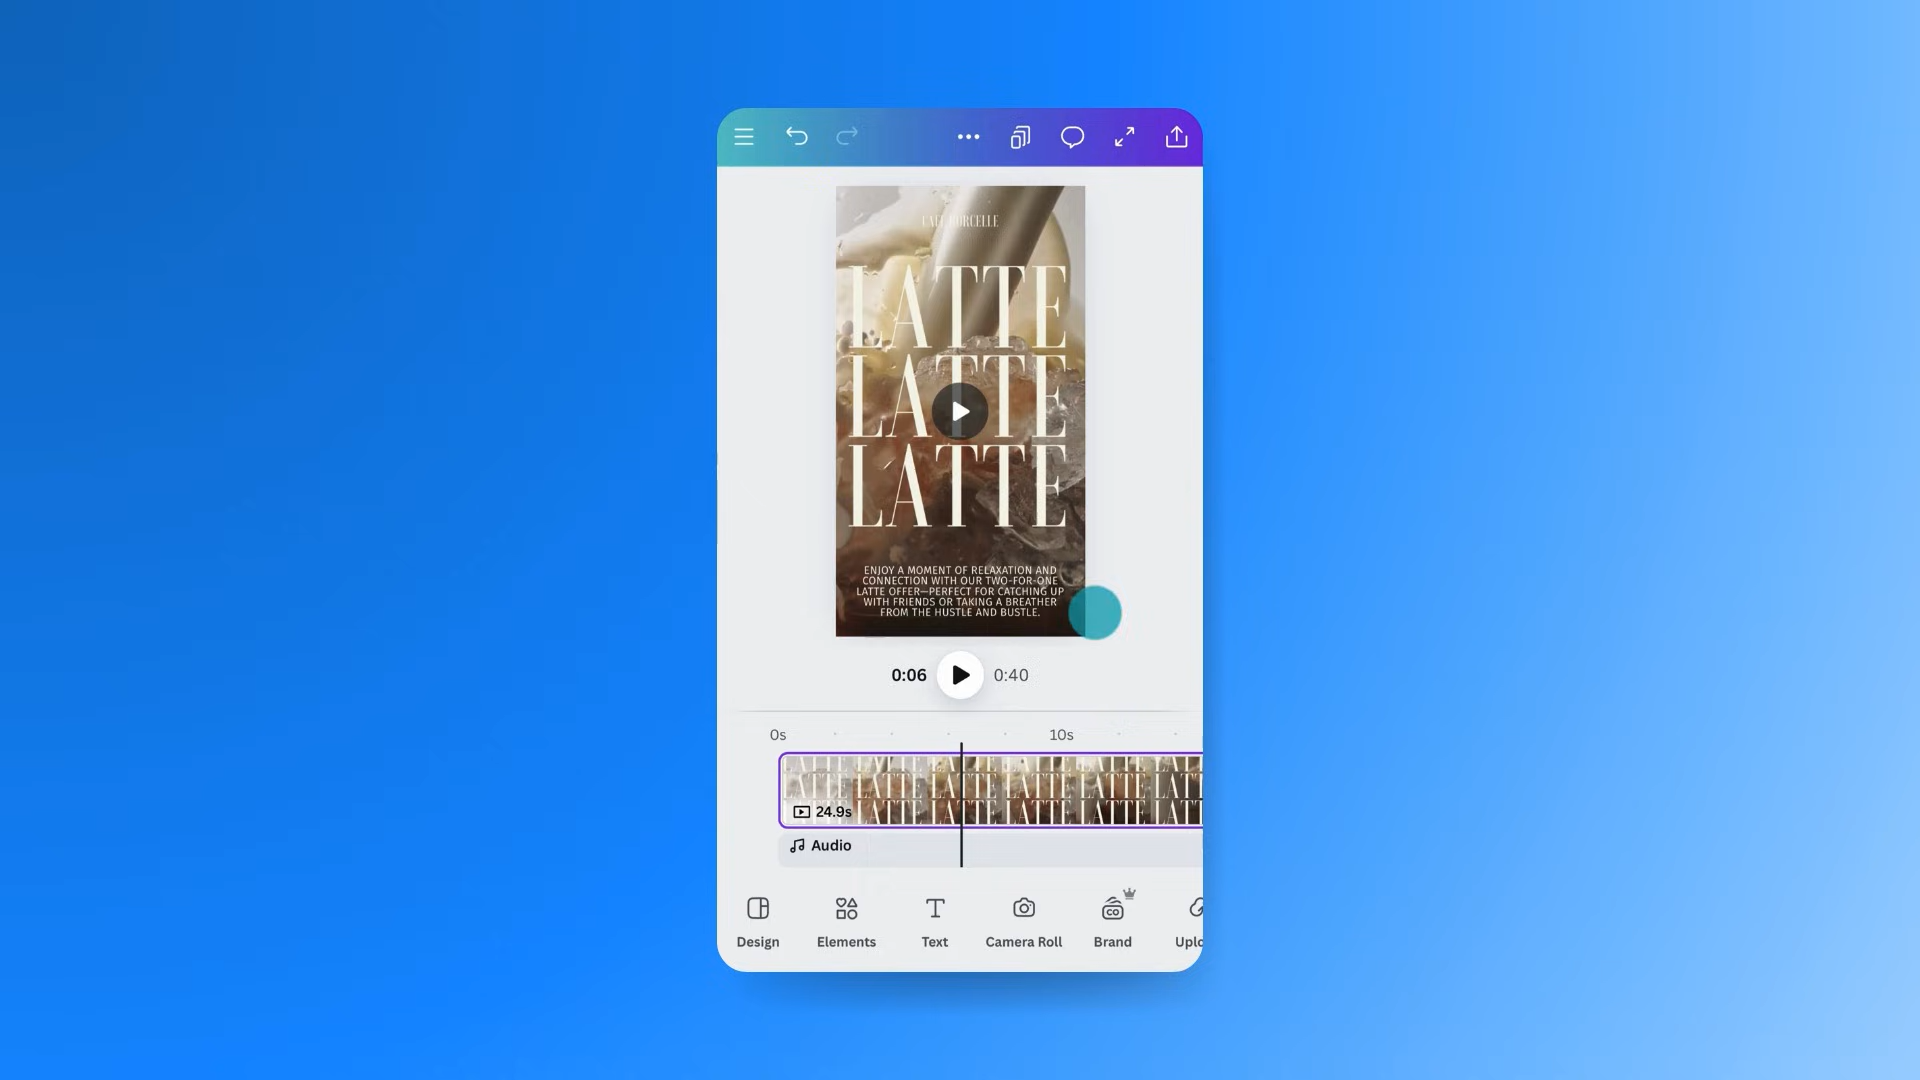 LATTE
LATTE
LATTE
ENJOY A MOMENT OF RELAXATION AND
CONNECTION WITH OUR TWO-FOR-ONE
LATTE OFFER—PERFECT FOR CATCHING UP
WITH FRIENDS OR TAKING A BREATHER
FROM THE HUSTLE AND BUSTLE.
0:06 0:40
0s 10s
24.9s
Audio
Design Elements Text Camera Roll Brand Uplo